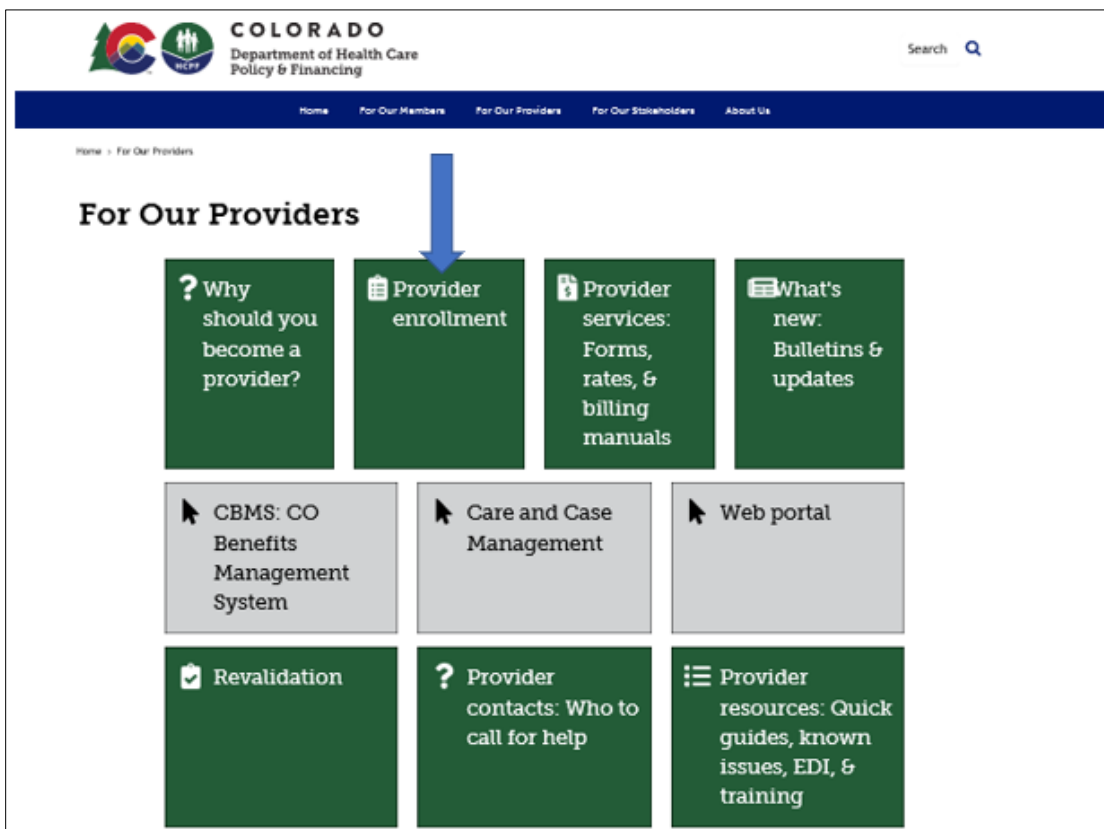 COLORADO
Department of Health Care
Policy & Financing
HCPF
Search
Home For Our Members For Our Providers For Our Stakeholders About Us
Home > For Our Providers
For Our Providers
Why
should you
become a
provider?
Provider
enrollment
Provider
services:
Forms,
rates, &
billing
manuals
What's
new:
Bulletins &
updates
CBMS: CO
Benefits
Management
System
Care and Case
Management
Web portal
Revalidation
Provider
contacts: Who to
call for help
Provider
resources: Quick
guides, known
issues, EDI, &
training